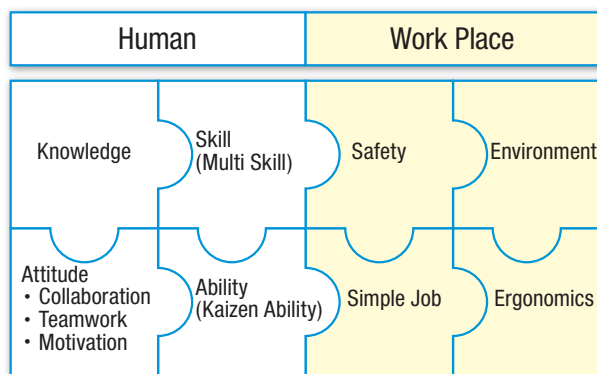 Human
Work Place
Knowledge
Skill
(Multi Skill)
Safety
Environment
Attitude
・ Collaboration
・ Teamwork
・ Motivation
Ability
(Kaizen Ability)
Simple Job
Ergonomics